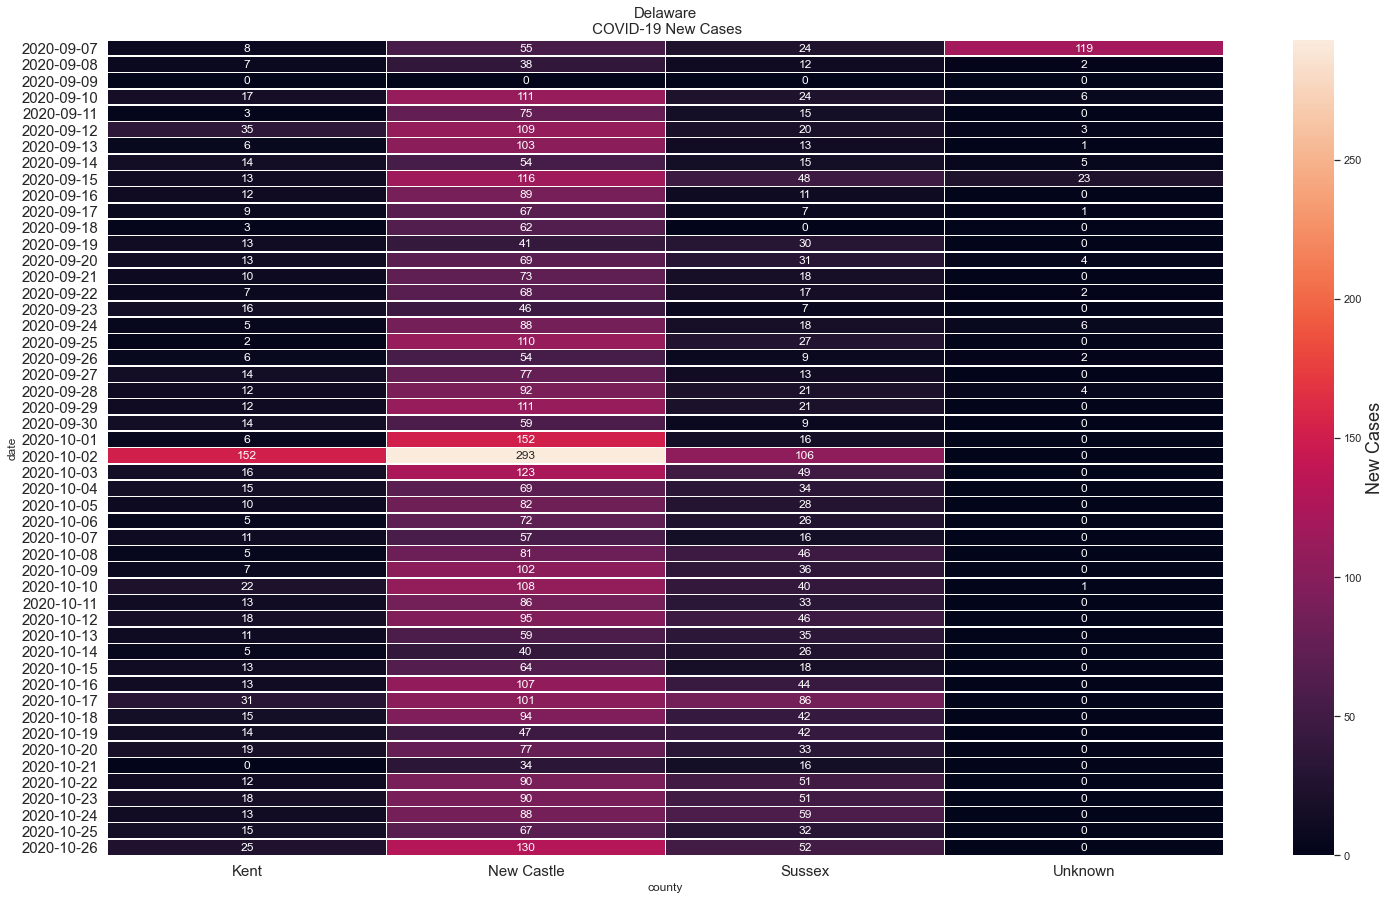 Delaware
COVID-19 New Cases
2020-09-07 8 55 24 119
2020-09-08 7 38 12 2
2020-09-09 0 0 0 0
2020-09-10 17 111 24 6
2020-09-11 3 75 15 0
2020-09-12 35 109 20 3
2020-09-13 6 103 13 1
2020-09-14 14 54 15 5
2020-09-15 13 116 48 23
2020-09-16 12 89 11 0
2020-09-17 9 67 7 1
2020-09-18 3 62 0 0
2020-09-19 13 41 30 0
2020-09-20 13 69 31 4
2020-09-21 10 73 18 0
2020-09-22 7 68 17 2
2020-09-23 16 46 7 0
2020-09-24 5 88 18 6
2020-09-25 2 110 27 0
2020-09-26 6 54 9 2
2020-09-27 14 77 13 0
2020-09-28 12 92 21 4
2020-09-29 12 111 21 0
2020-09-30 14 59 9 0
2020-10-01 6 152 16 0
2020-10-02 152 293 106 0
2020-10-03 16 123 49 0
2020-10-04 15 69 34 0
2020-10-05 10 82 28 0
2020-10-06 5 72 26 0
2020-10-07 11 57 16 0
2020-10-08 5 81 46 0
2020-10-09 7 102 36 0
2020-10-10 22 108 40 1
2020-10-11 13 86 33 0
2020-10-12 18 95 46 0
2020-10-13 11 59 35 0
2020-10-14 5 40 26 0
2020-10-15 13 64 18 0
2020-10-16 13 107 44 0
2020-10-17 31 101 86 0
2020-10-18 15 94 42 0
2020-10-19 14 47 42 0
2020-10-20 19 77 33 0
2020-10-21 0 34 16 0
2020-10-22 12 90 51 0
2020-10-23 18 90 51 0
2020-10-24 13 88 59 0
2020-10-25 15 67 32 0
2020-10-26 25 130 52 0
date
Kent New Castle Sussex Unknown
county
250
200
150
100
50
0
New Cases